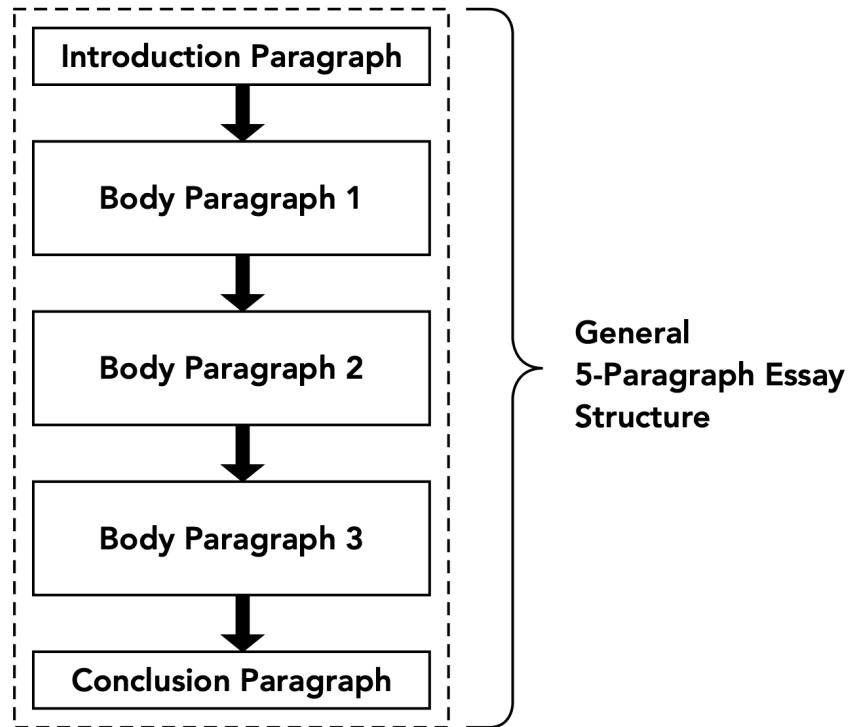 Introduction Paragraph
Body Paragraph 1
Body Paragraph 2
Body Paragraph 3
Conclusion Paragraph
General
5-Paragraph Essay
Structure